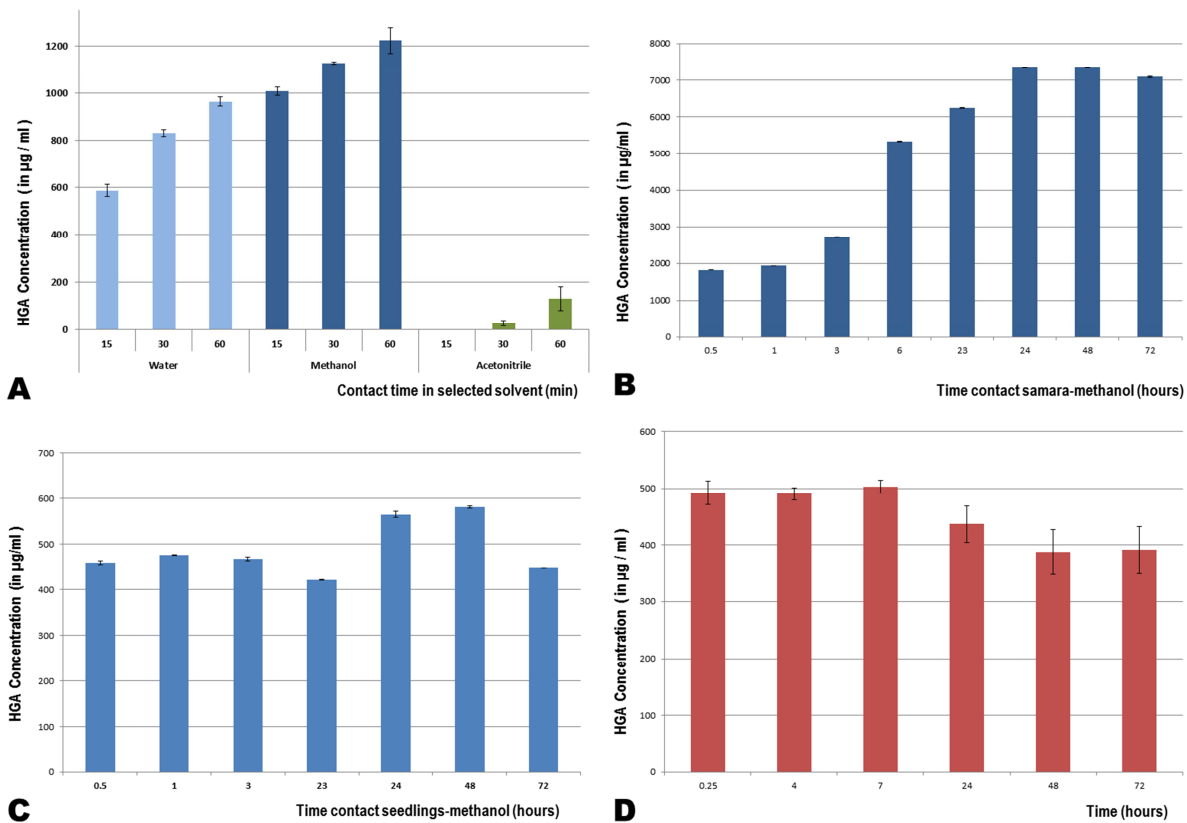 HGA Concentration ( in µg / ml )
1200
1000
800
600
400
200
0
15 30 60 15 30 60 15 30 60
Water Methanol Acetonitrile
A
Contact time in selected solvent (min)
HGA Concentration ( in µg/ ml)
8000
7000
6000
5000
4000
3000
2000
1000
0
0.5 1 3 6 23 24 48 72
B
Time contact samara-methanol (hours)
HGA Concentration (in µg/ml)
700
600
500
400
300
200
100
0
0.5 1 3 23 24 48 72
C
Time contact seedlings-methanol (hours)
HGA Concentration ( in µg / ml )
600
500
400
300
200
100
0
0.25 4 7 24 48 72
D
Time (hours)